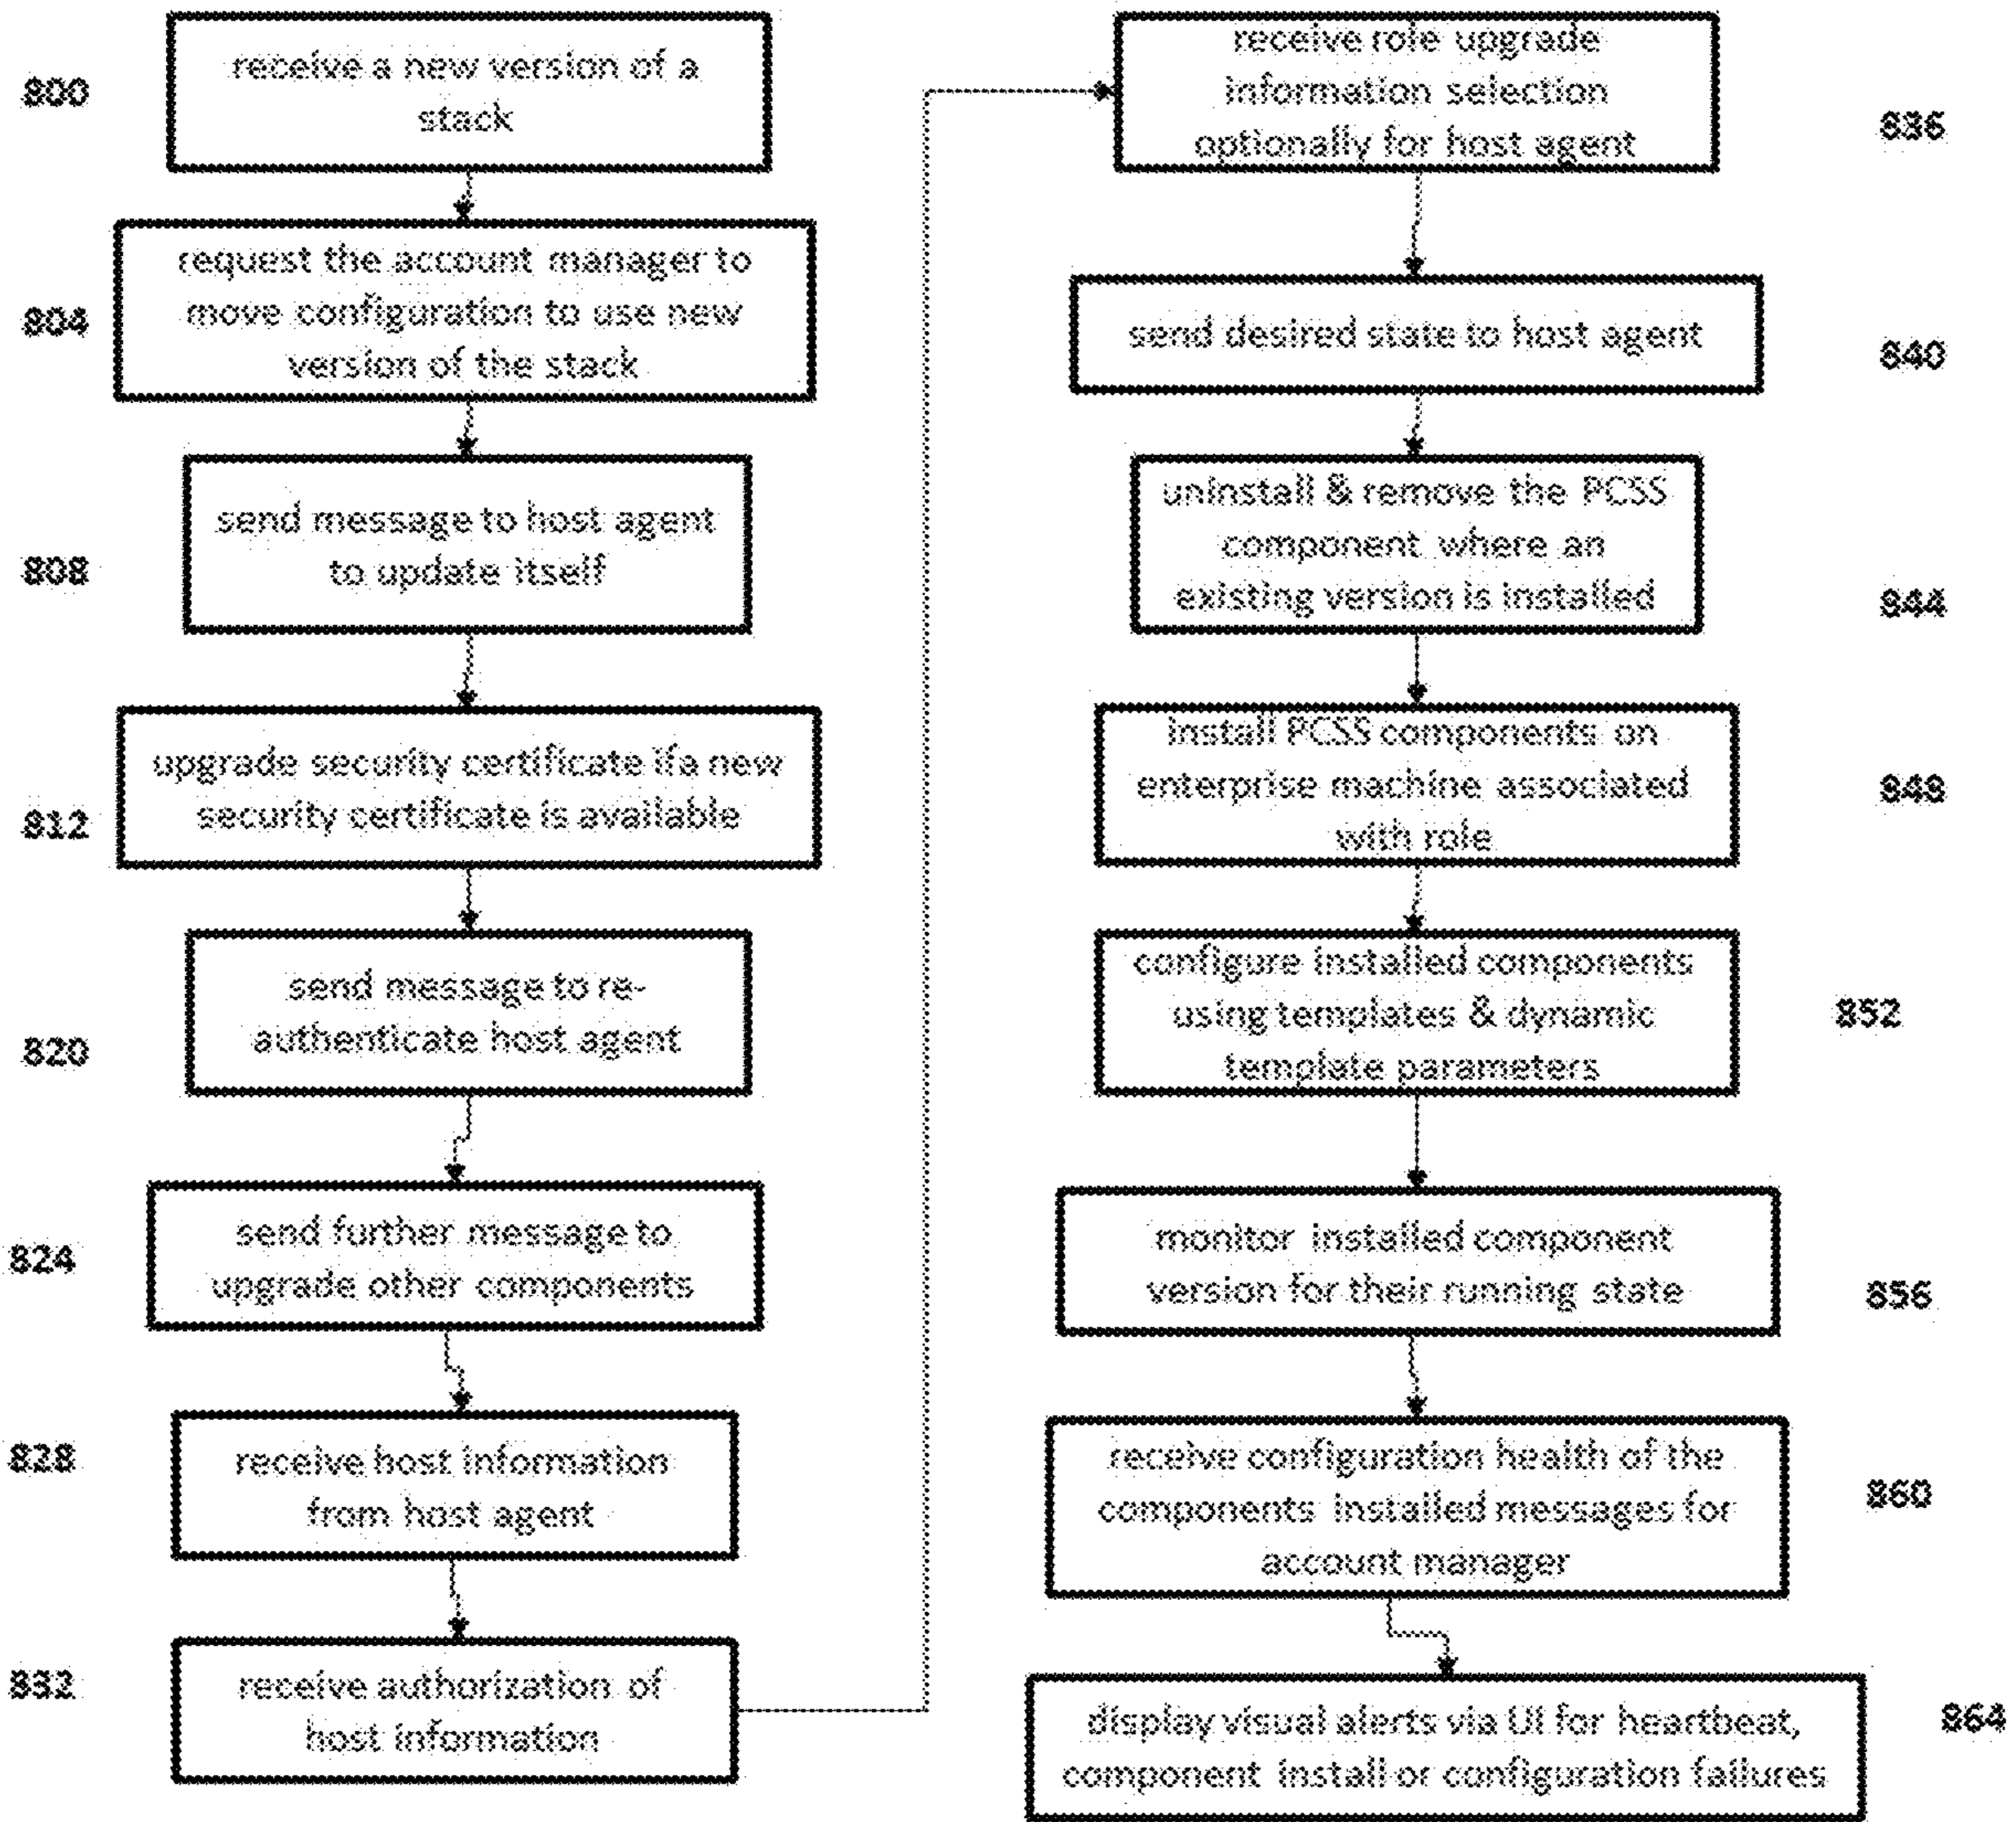 800
receive a new version of a
stack
804
request the account manager to
move configuration to use new
version of the stack
808
send message to host agent
to update itself
812
upgrade security certificate ifa new
security certificate is available
820
send message to re-
authenticate host agent
824
send further message to
upgrade other components
828
receive host information
from host agent
832
receive authorization of
host information
receive role upgrade
information selection
optionally for host agent
836
send desired state to host agent
840
uninstall & remove the PCSS
component where an
existing version is installed
844
install PCSS components on
enterprise machine associated
with role
848
configure installed components
using templates & dynamic
template parameters
852
monitor installed component
version for their running state
856
receive configuration health of the
components installed messages for
account manager
860
display visual alerts via UI for heartbeat,
component install or configuration failures
864